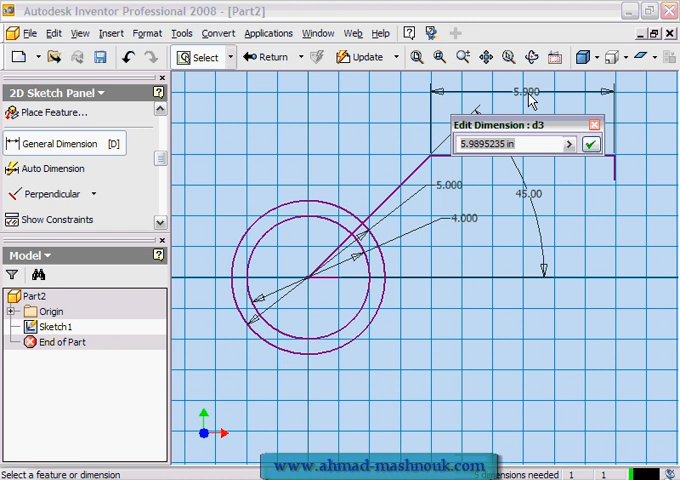 Autodesk Inventor Professional 2008 - [Part2]
File Edit View Insert Format Tools Convert Applications Window Web Help
Select Return Update
2D Sketch Panel
Place Feature...
General Dimension [D]
Auto Dimension
Perpendicular
Show Constraints
Model
Part2
Origin
Sketch1
End of Part
Edit Dimension : d3
5.9895235 in
5.000
4.000
45.00
www.ahmad-mashnouk.com
Select a feature or dimension
dimensions needed 1 1